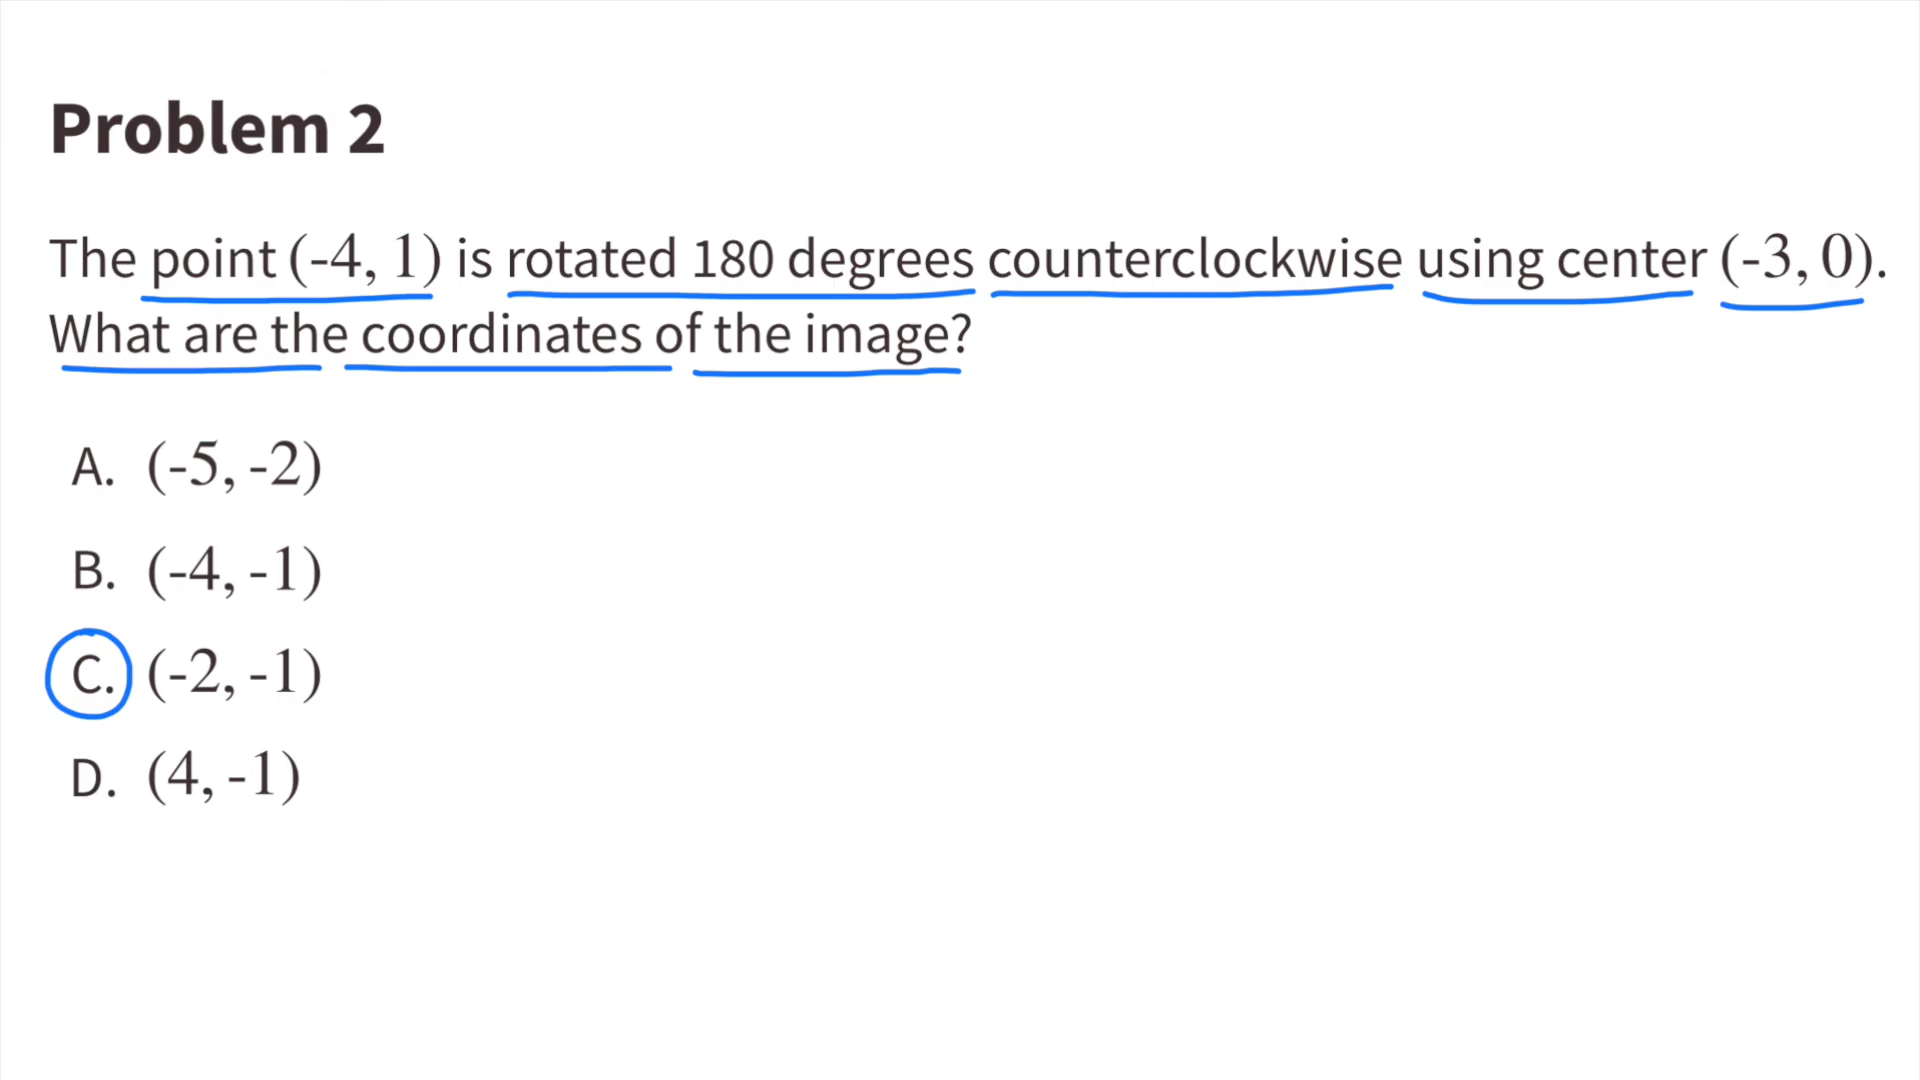 Problem 2
The point (-4, 1) is rotated 180 degrees counterclockwise using center (-3, 0).
What are the coordinates of the image?
A. (-5, -2)
B. (-4, -1)
C. (-2, -1)
D. (4, -1)